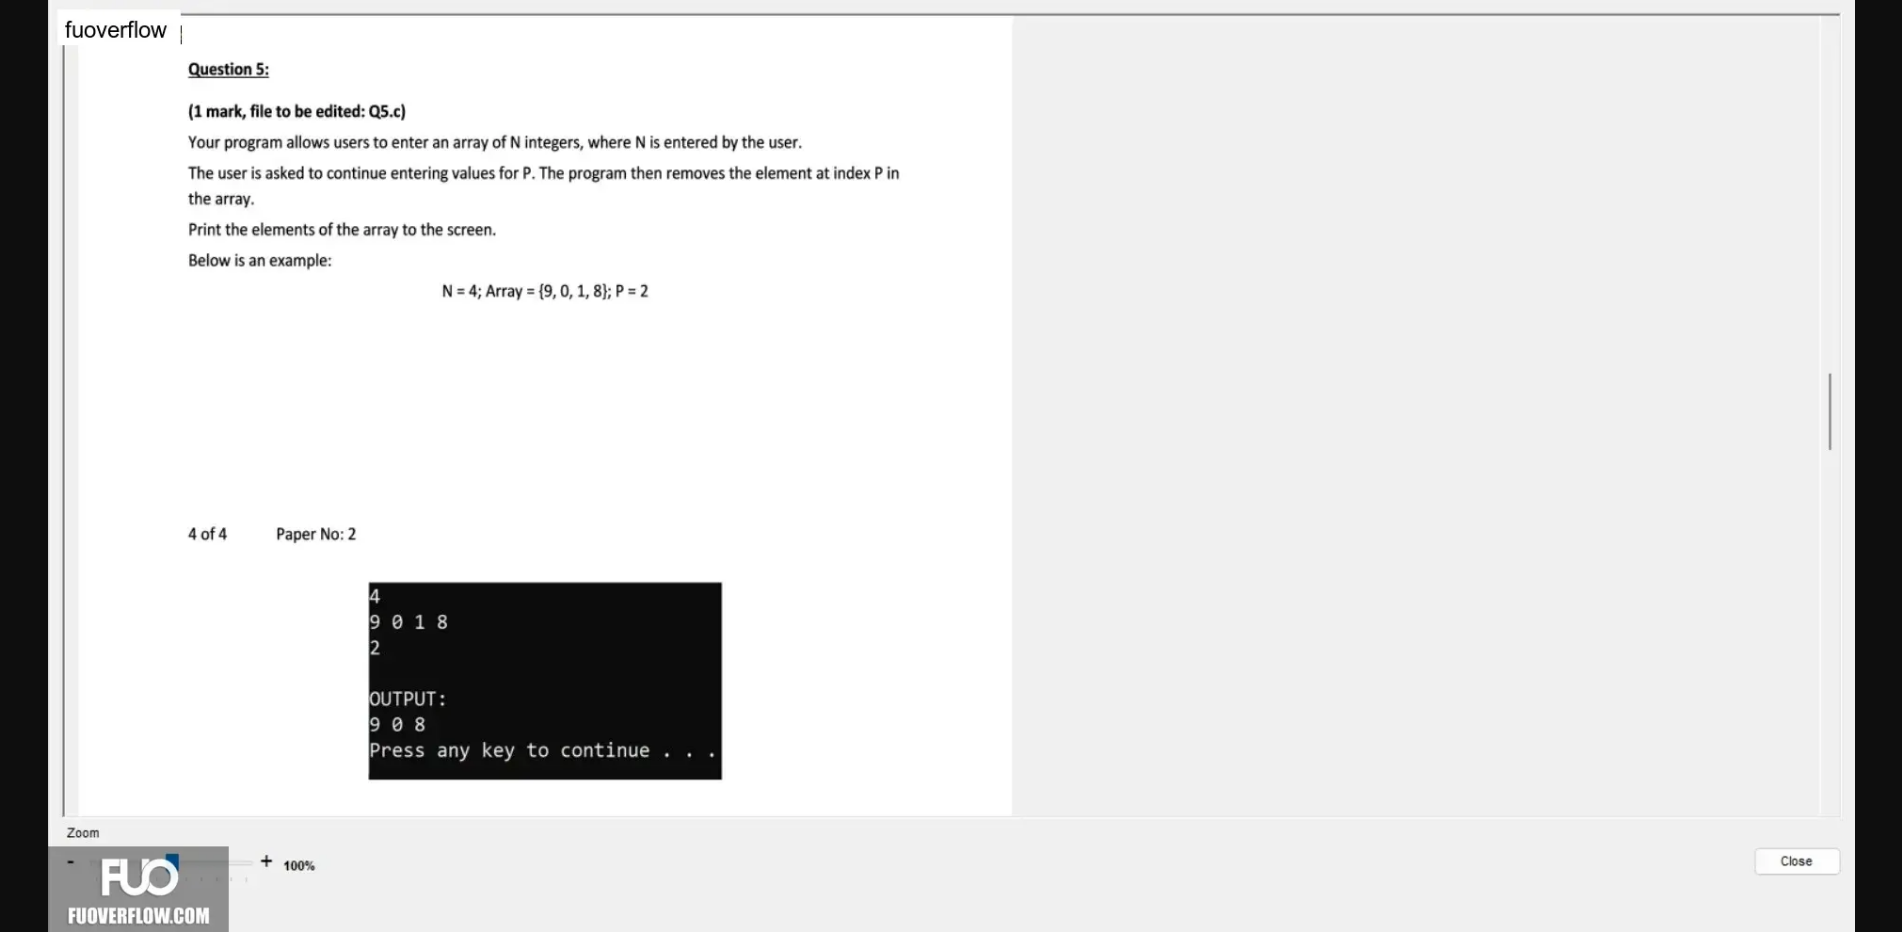 fuoverflow
Question 5:
(1 mark, file to be edited: Q5.c)
Your program allows users to enter an array of N integers, where N is entered by the user.
The user is asked to continue entering values for P. The program then removes the element at index P in
the array.
Print the elements of the array to the screen.
Below is an example:
N = 4; Array = {9, 0, 1, 8}; P = 2
4 of 4 Paper No: 2
4
9 0 1 8
2
OUTPUT:
9 0 8
Press any key to continue . . .
Zoom
- + 100%
Close
FUO
FUOVERFLOW.COM